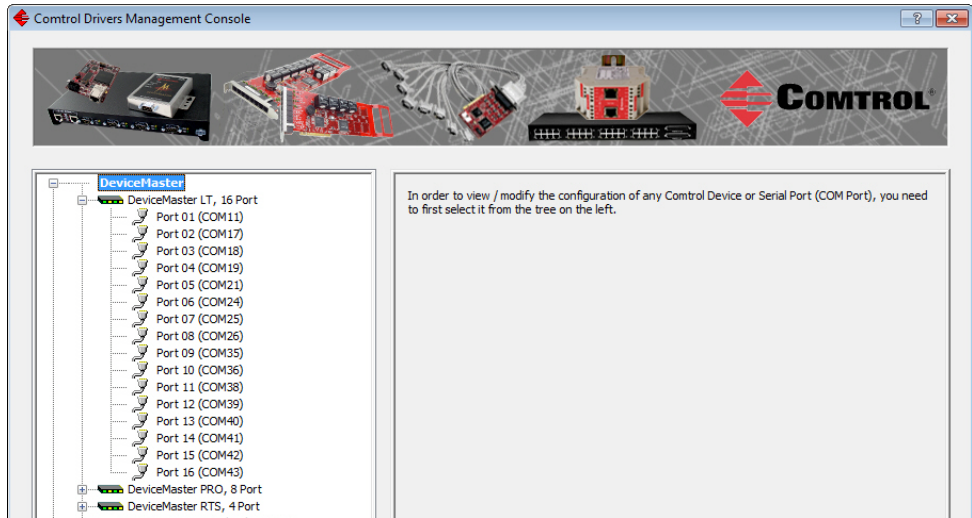 Comtrol Drivers Management Console
COMTROL®
DeviceMaster
DeviceMaster LT, 16 Port
Port 01 (COM11)
Port 02 (COM17)
Port 03 (COM18)
Port 04 (COM19)
Port 05 (COM21)
Port 06 (COM24)
Port 07 (COM25)
Port 08 (COM26)
Port 09 (COM35)
Port 10 (COM36)
Port 11 (COM38)
Port 12 (COM39)
Port 13 (COM40)
Port 14 (COM41)
Port 15 (COM42)
Port 16 (COM43)
DeviceMaster PRO, 8 Port
DeviceMaster RTS, 4 Port
In order to view / modify the configuration of any Comtrol Device or Serial Port (COM Port), you need
to first select it from the tree on the left.